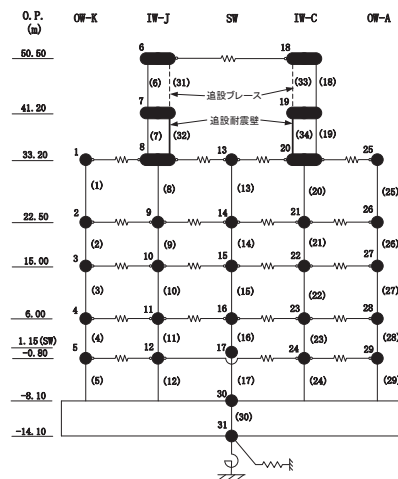 O.P.
(m)
OW-K IW-J SW IW-C OW-A
50.50
6 18
(6) (31) (33) (18)
追設ブレース
41.20
7 19
追設耐震壁
(7) (32) (34) (19)
33.20
1 8 13 20 25
(1) (8) (13) (20) (25)
22.50
2 9 14 21 26
(2) (9) (14) (21) (26)
15.00
3 10 15 22 27
(3) (10) (15) (22) (27)
6.00
4 11 16 23 28
1.15(SW)
(4) (11) (16) (23) (28)
-0.80
5 12 17 24 29
(5) (12) (17) (24) (29)
-8.10
30
(30)
-14.10
31